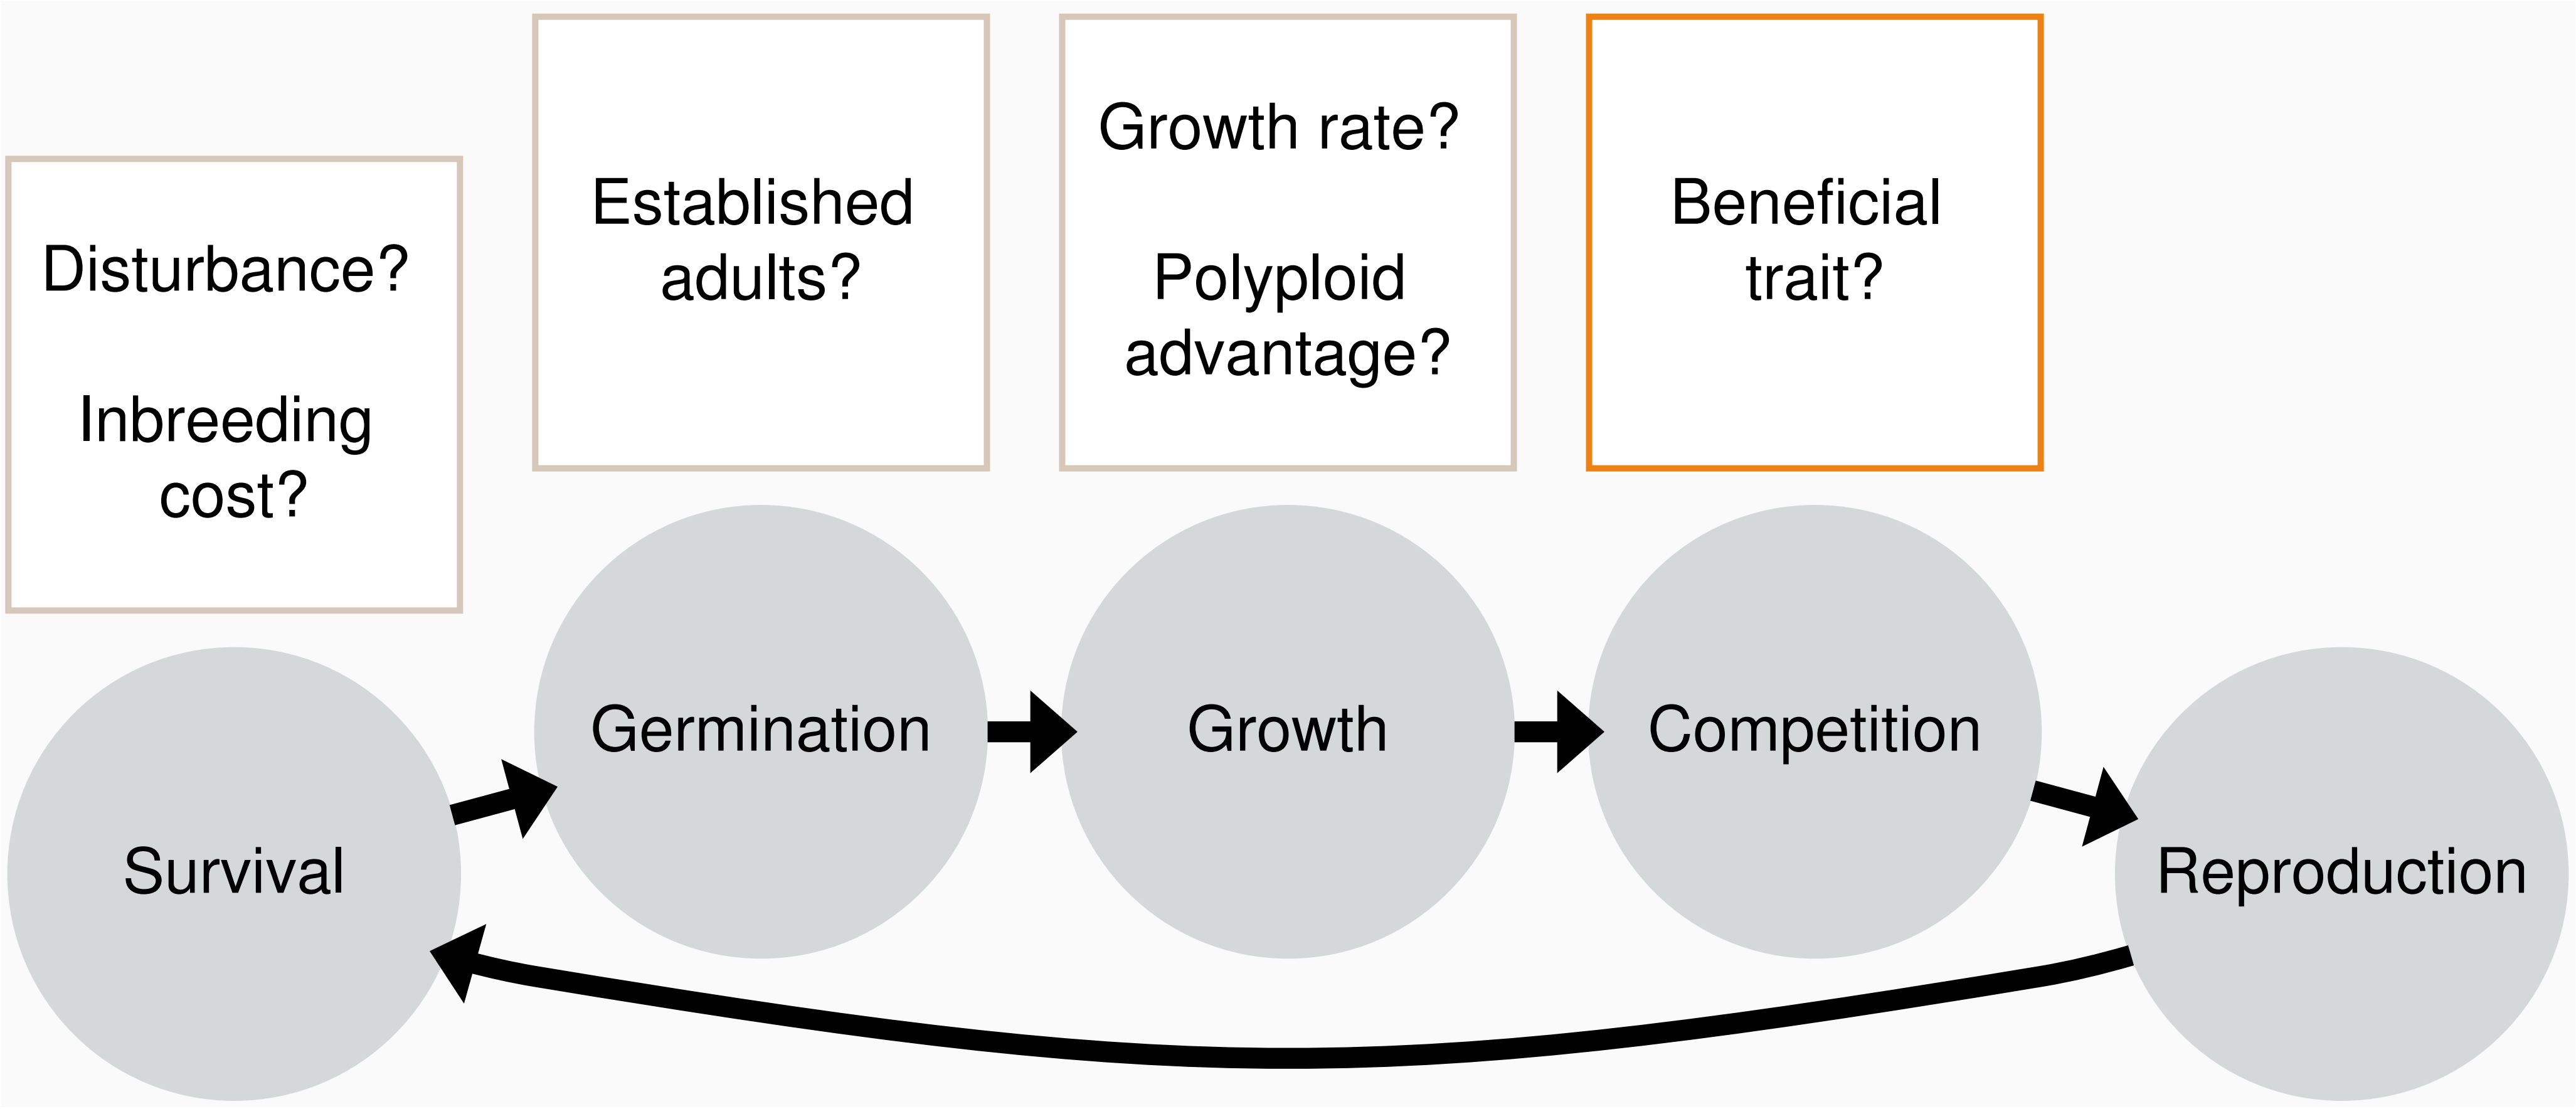 Disturbance?
Inbreeding
cost?
Established
adults?
Growth rate?
Polyploid
advantage?
Beneficial
trait?
Survival
Germination
Growth
Competition
Reproduction